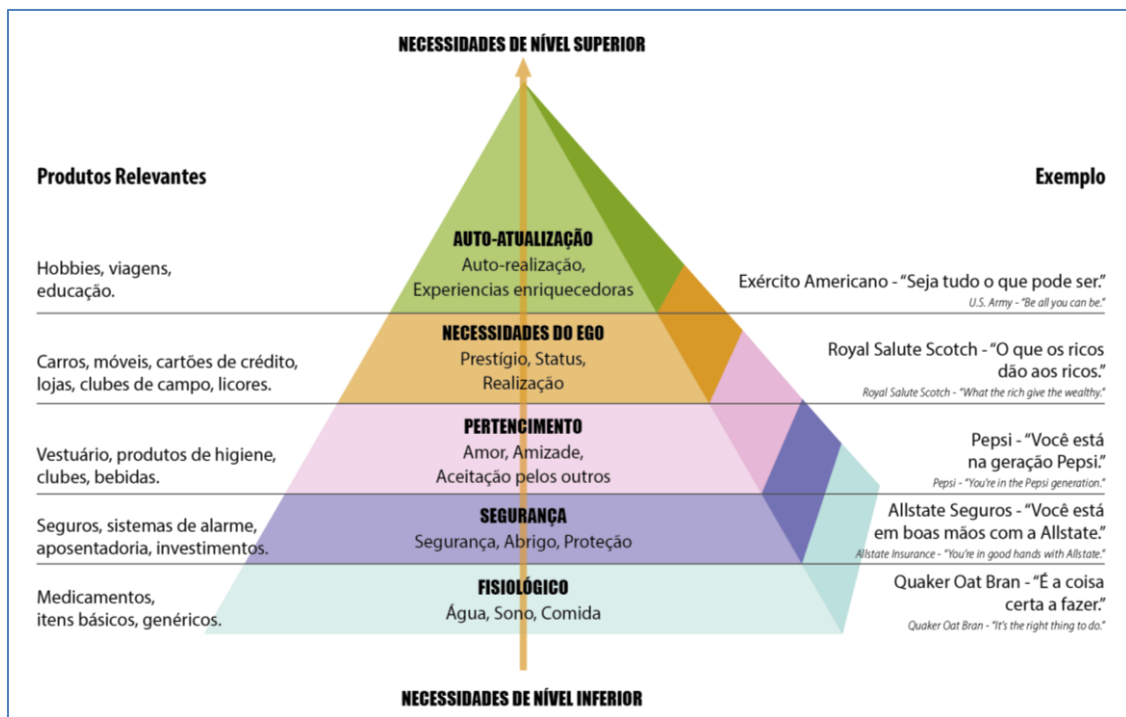 NECESSIDADES DE NÍVEL SUPERIOR
Produtos Relevantes
Exemplo
Hobbies, viagens,
educação.
AUTO-ATUALIZAÇÃO
Auto-realização,
Experiencias enriquecedoras
Exército Americano - “Seja tudo o que pode ser.”
U.S. Army - “Be all you can be.”
Carros, móveis, cartões de crédito,
lojas, clubes de campo, licores.
NECESSIDADES DO EGO
Prestígio, Status,
Realização
Royal Salute Scotch - “O que os ricos
dão aos ricos.”
Royal Salute Scotch - “What the rich give the wealthy.”
Vestuário, produtos de higiene,
clubes, bebidas.
PERTENCIMENTO
Amor, Amizade,
Aceitação pelos outros
Pepsi - “Você está
na geração Pepsi.”
Pepsi - “You’re in the Pepsi generation.”
Seguros, sistemas de alarme,
aposentadoria, investimentos.
SEGURANÇA
Segurança, Abrigo, Proteção
Allstate Seguros - “Você está
em boas mãos com a Allstate.”
Allstate Insurance - “You’re in good hands with Allstate.”
Medicamentos,
itens básicos, genéricos.
FISIOLÓGICO
Água, Sono, Comida
Quaker Oat Bran - “É a coisa
certa a fazer.”
Quaker Oat Bran - “It’s the right thing to do.”
NECESSIDADES DE NÍVEL INFERIOR